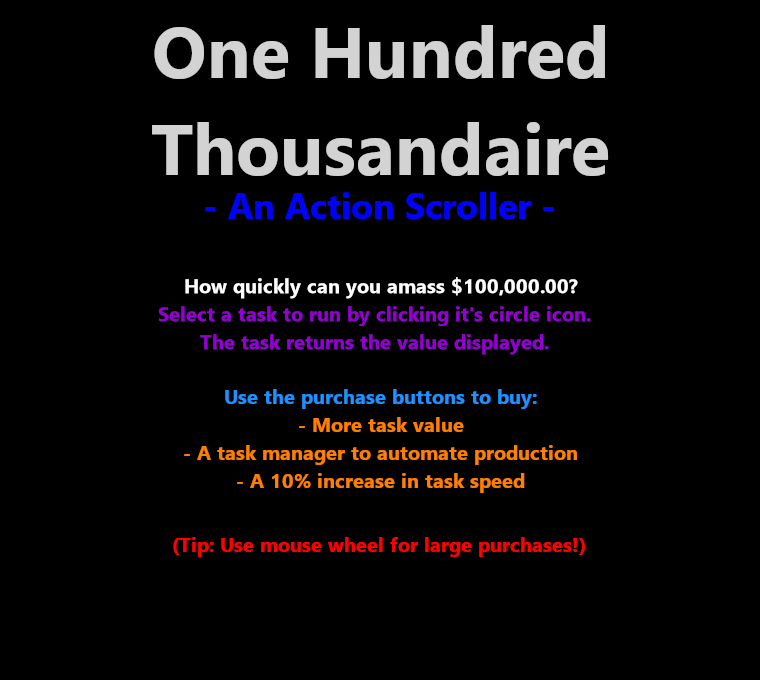 One Hundred
Thousandaire
- An Action Scroller -
How quickly can you amass $100,000.00?
Select a task to run by clicking it's circle icon.
The task returns the value displayed.
Use the purchase buttons to buy:
- More task value
- A task manager to automate production
- A 10% increase in task speed
(Tip: Use mouse wheel for large purchases!)